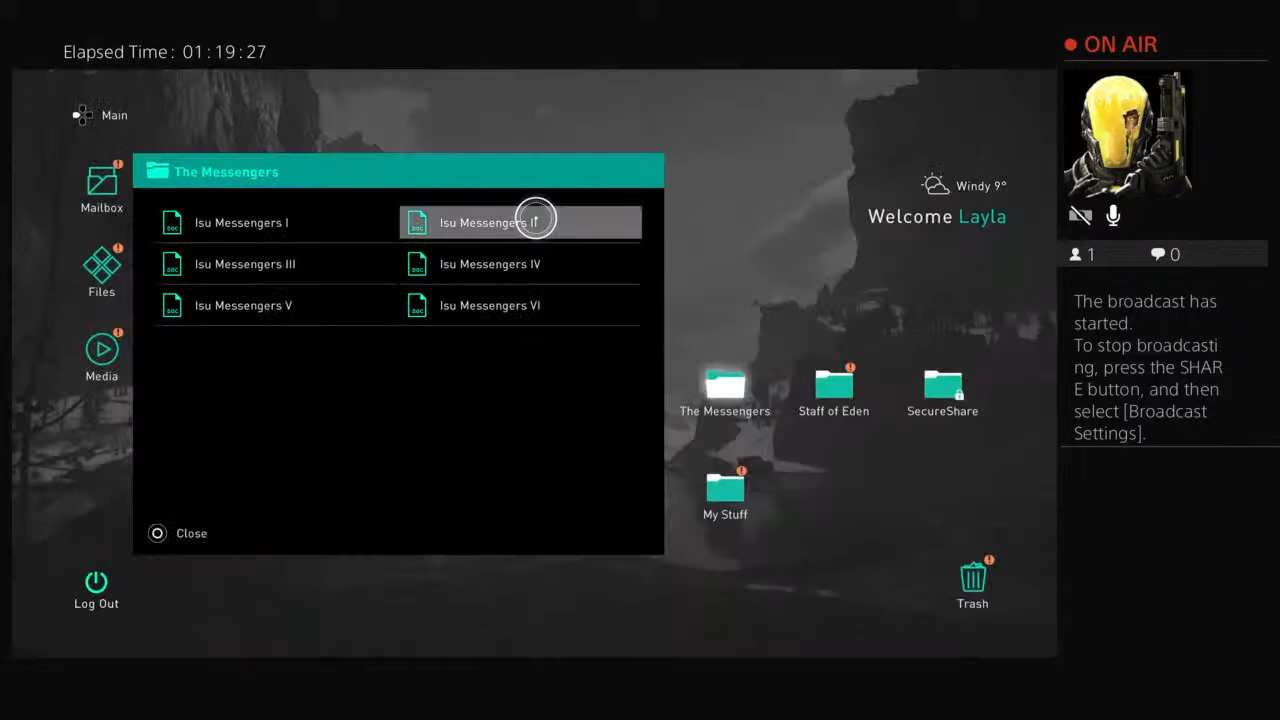 Elapsed Time: 01:19:27
ON AIR
Main
The Messengers
Mailbox
Isu Messengers I
Isu Messengers II
Windy 9°
Welcome Layla
Isu Messengers III
Isu Messengers IV
1
0
Files
Isu Messengers V
Isu Messengers VI
The broadcast has
started.
To stop broadcasti
ng, press the SHAR
E button, and then
select [Broadcast
Settings].
Media
The Messengers
Staff of Eden
SecureShare
My Stuff
Close
Log Out
Trash